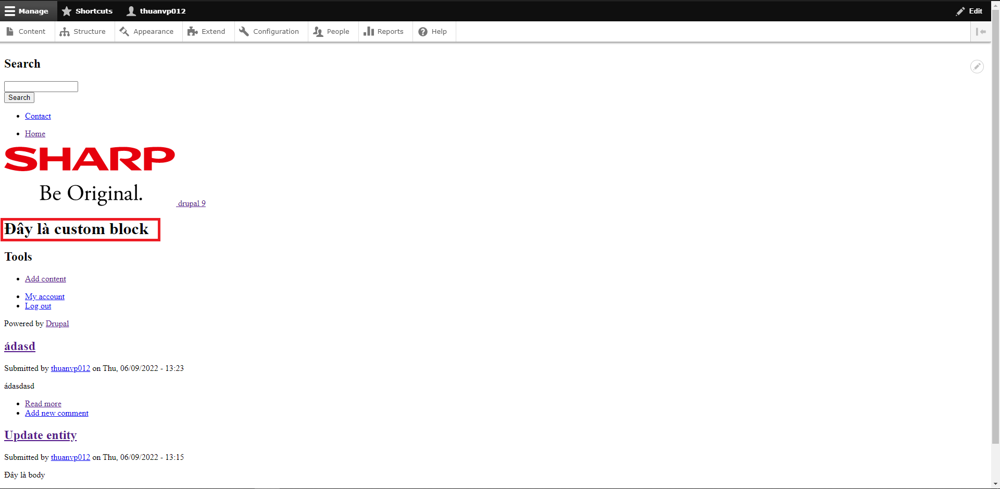 Manage Shortcuts thuanvp012 Edit
Content Structure Appearance Extend Configuration People Reports Help
Search
Search
Contact
Home
SHARP
Be Original.
drupal 9
Đây là custom block
Tools
Add content
My account
Log out
Powered by Drupal
ádasd
Submitted by thuanvp012 on Thu, 06/09/2022 - 13:23
ádasdasd
Read more
Add new comment
Update entity
Submitted by thuanvp012 on Thu, 06/09/2022 - 13:15
Đây là body